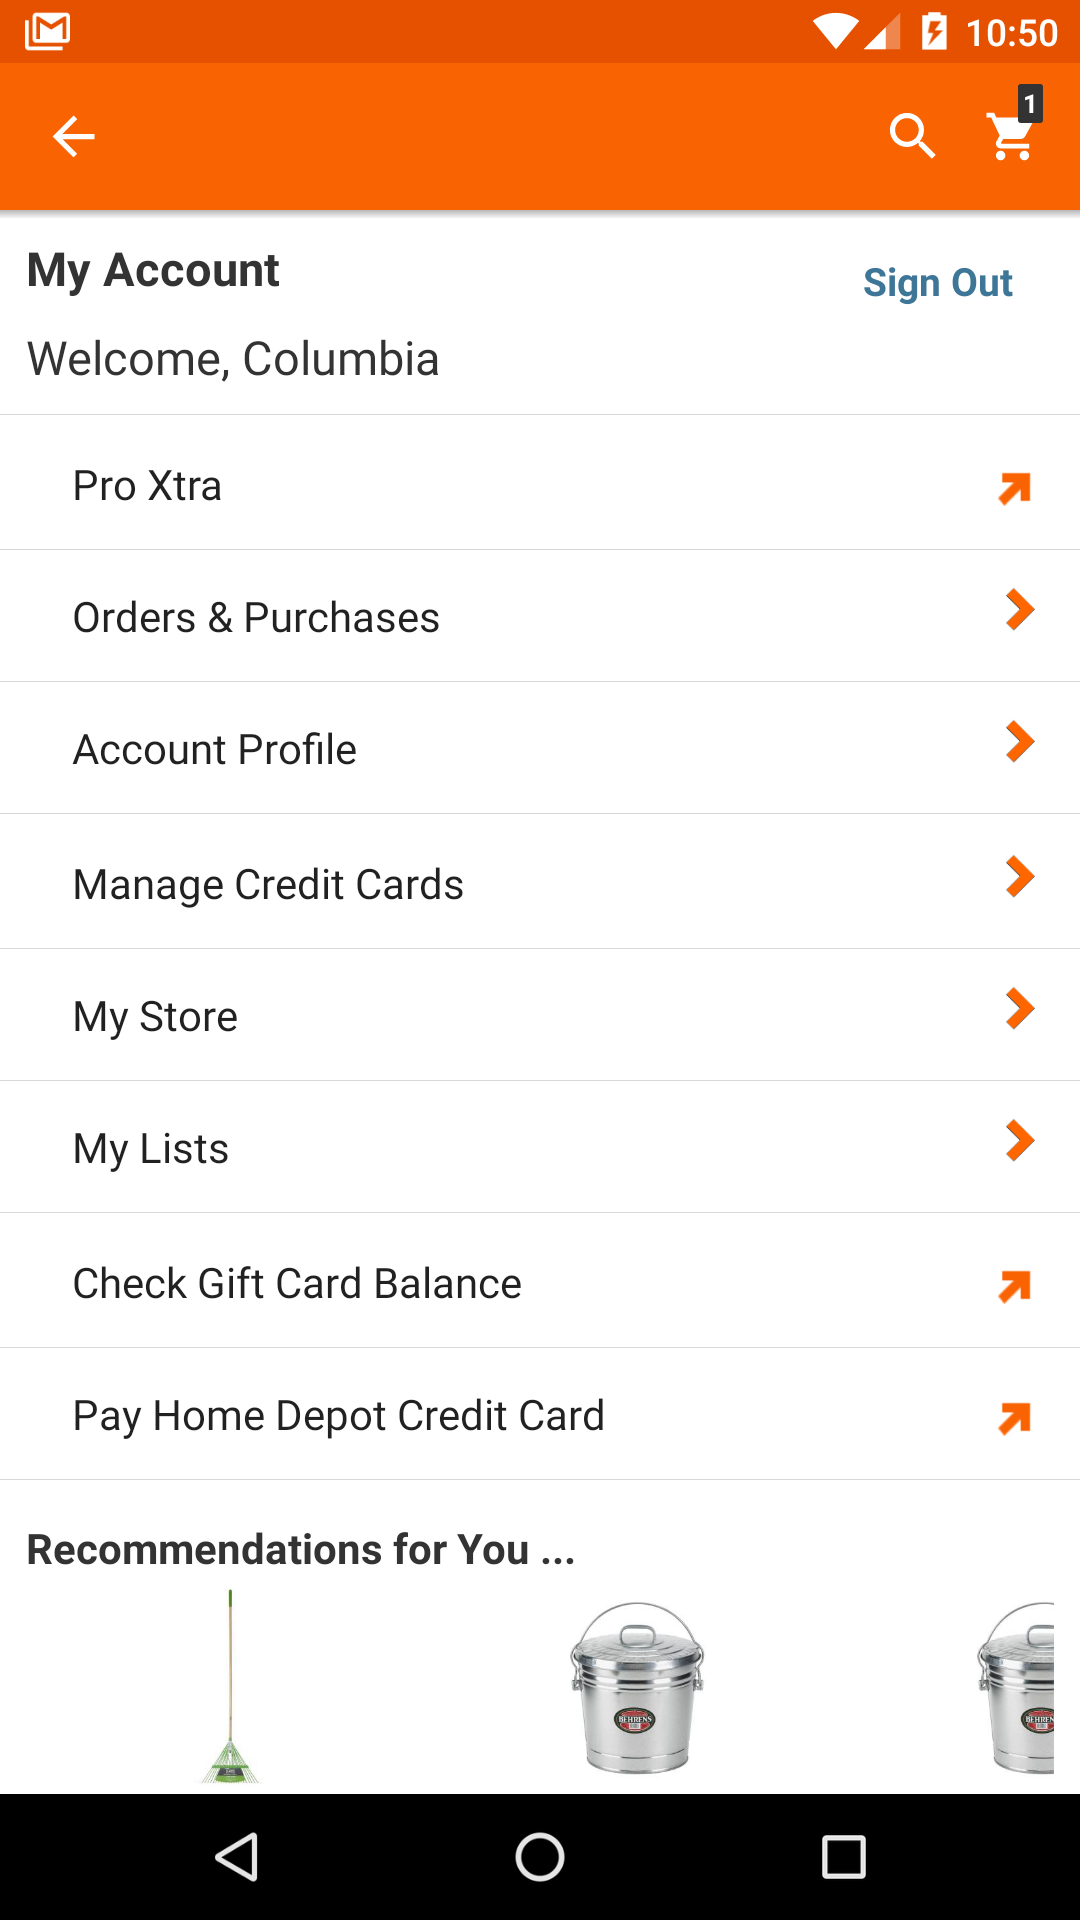 10:50
1
My Account
Sign Out
Welcome, Columbia
Pro Xtra
Orders & Purchases
Account Profile
Manage Credit Cards
My Store
My Lists
Check Gift Card Balance
Pay Home Depot Credit Card
Recommendations for You ...
BEHRENS
BEHREN